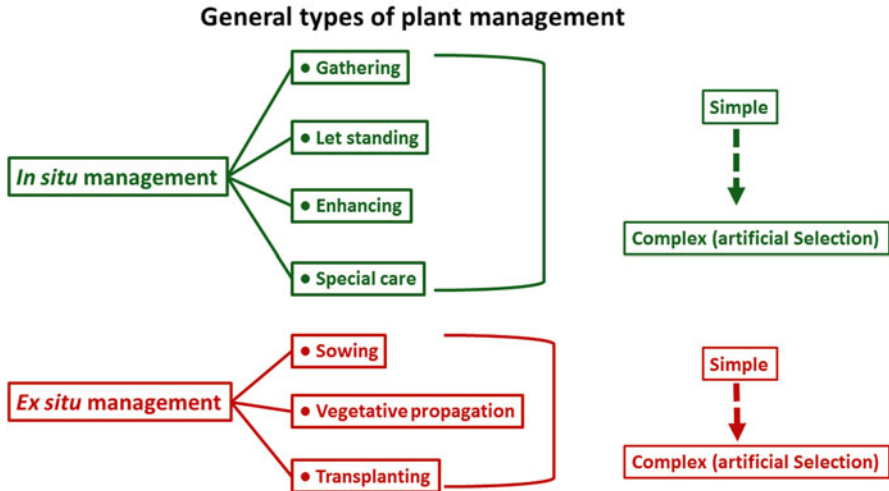 General types of plant management
• Gathering
Simple
• Let standing
In situ management
• Enhancing
Complex (artificial Selection)
• Special care
• Sowing
Simple
Ex situ management
• Vegetative propagation
Complex (artificial Selection)
• Transplanting